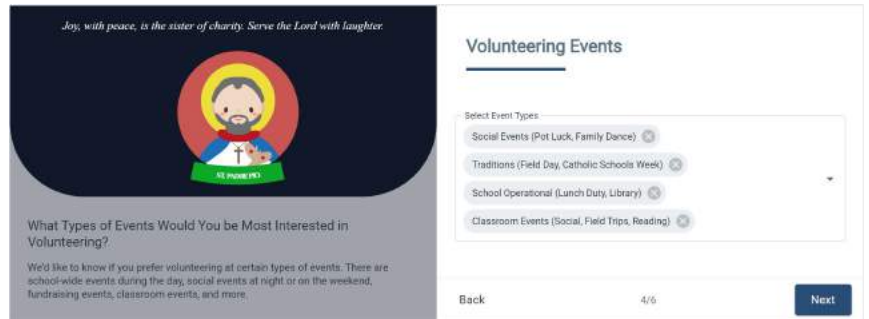 Joy, with peace, is the sister of charity. Serve the Lord with laughter.
ST. PADRE PIO
What Types of Events Would You be Most Interested in
Volunteering?
We'd like to know if you prefer volunteering at certain types of events. There are
school-wide events during the day, social events at night or on the weekend,
fundraising events, classroom events, and more.
Volunteering Events
Select Event Types
Social Events (Pot Luck, Family Dance)
Traditions (Field Day, Catholic Schools Week)
School Operational (Lunch Duty, Library)
Classroom Events (Social, Field Trips, Reading)
Back
4/6
Next